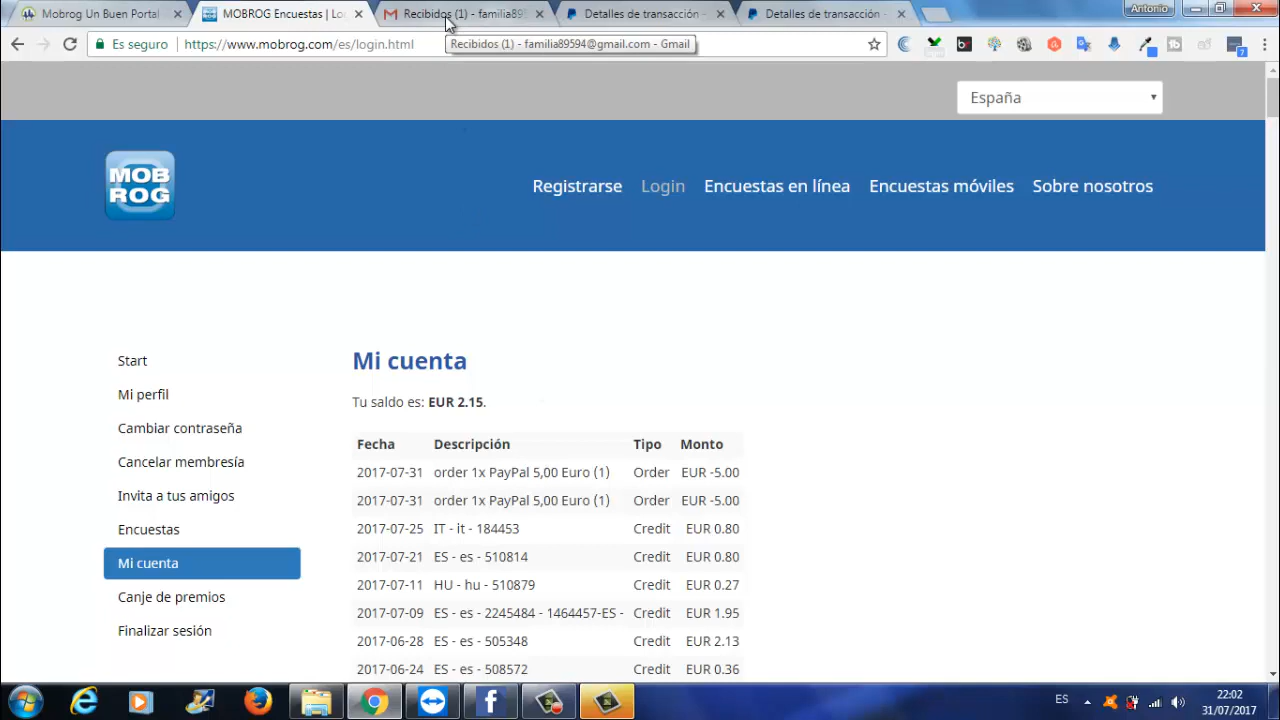 Mobrog Un Buen Portal
MOBROG Encuestas | Lo
Recibidos (1) - familia895
Detalles de transacción -
Detalles de transacción -
Antonio
Es seguro
https://www.mobrog.com/es/login.html
Recibidos (1) - familia89594@gmail.com - Gmail
7
España
MOB
ROG
Registrarse Login Encuestas en línea Encuestas móviles Sobre nosotros
Start
Mi perfil
Cambiar contraseña
Cancelar membresía
Invita a tus amigos
Encuestas
Mi cuenta
Canje de premios
Finalizar sesión
Mi cuenta
Tu saldo es: EUR 2.15.
Fecha Descripción Tipo Monto
2017-07-31 order 1x PayPal 5,00 Euro (1) Order EUR -5.00
2017-07-31 order 1x PayPal 5,00 Euro (1) Order EUR -5.00
2017-07-25 IT - it - 184453 Credit EUR 0.80
2017-07-21 ES - es - 510814 Credit EUR 0.80
2017-07-11 HU - hu - 510879 Credit EUR 0.27
2017-07-09 ES - es - 2245484 - 1464457-ES - Credit EUR 1.95
2017-06-28 ES - es - 505348 Credit EUR 2.13
2017-06-24 ES - es - 508572 Credit EUR 0.36
ES
22:02
31/07/2017